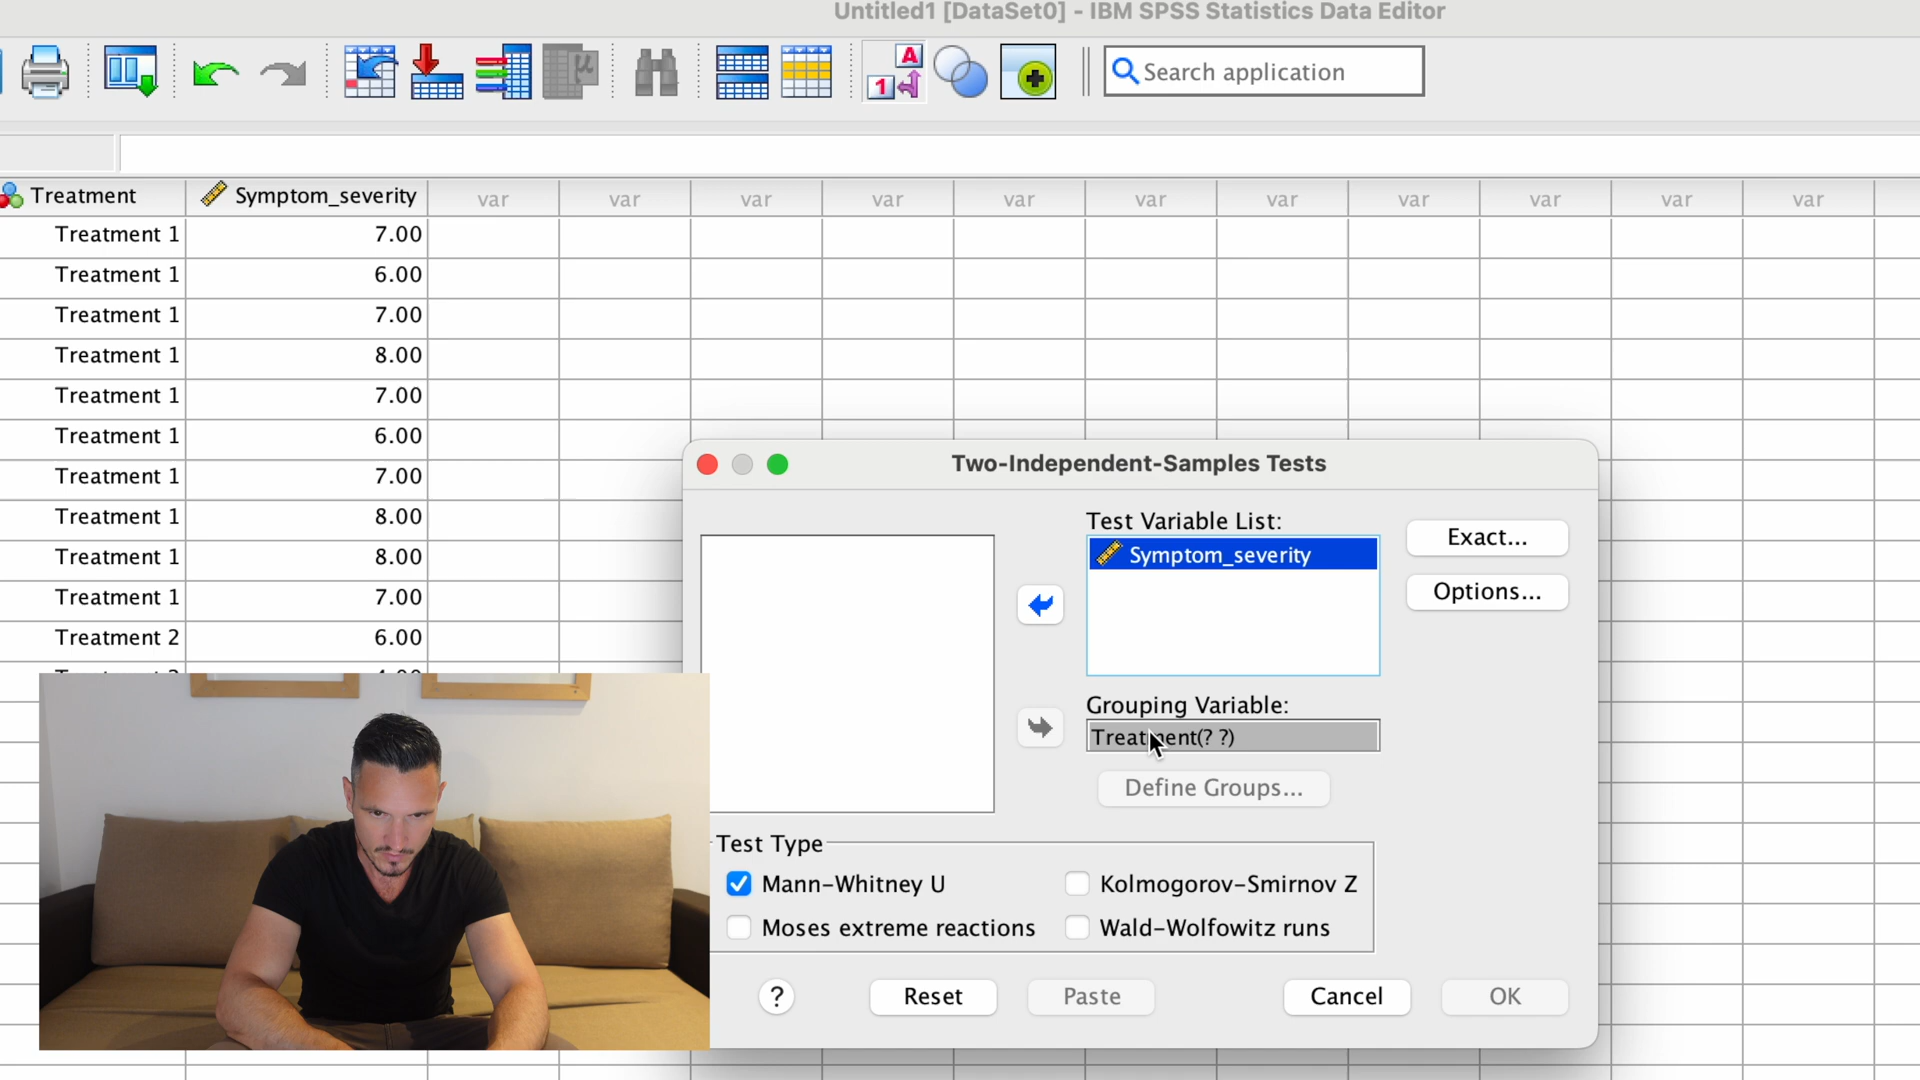 Untitled1 [DataSet0] - IBM SPSS Statistics Data Editor
A
1
µ
Search application
Treatment Symptom_severity var var var var var var var var var var var
Treatment 1 7.00
Treatment 1 6.00
Treatment 1 7.00
Treatment 1 8.00
Treatment 1 7.00
Treatment 1 6.00
Treatment 1 7.00
Treatment 1 8.00
Treatment 1 8.00
Treatment 1 7.00
Treatment 2 6.00
Two-Independent-Samples Tests
Test Variable List:
Symptom_severity
Exact...
Options...
Grouping Variable:
Treatment(? ?)
Define Groups...
Test Type
Mann-Whitney U Kolmogorov-Smirnov Z
Moses extreme reactions Wald-Wolfowitz runs
? Reset Paste Cancel OK